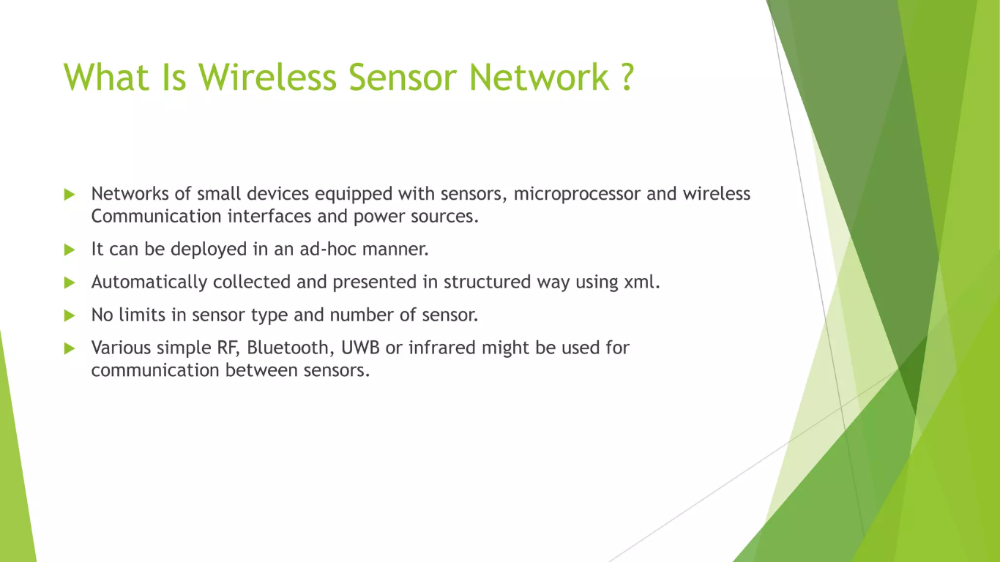 What Is Wireless Sensor Network ?
Networks of small devices equipped with sensors, microprocessor and wireless
Communication interfaces and power sources.
It can be deployed in an ad-hoc manner.
Automatically collected and presented in structured way using xml.
No limits in sensor type and number of sensor.
Various simple RF, Bluetooth, UWB or infrared might be used for
communication between sensors.